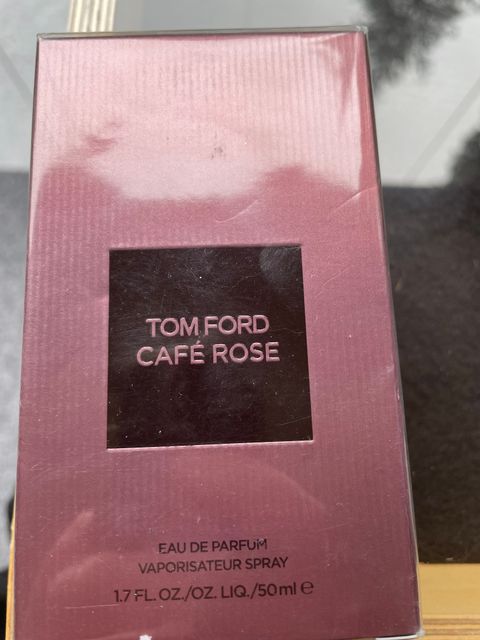 TOM FORD
CAFÉ ROSE
EAU DE PARFUM
VAPORISATEUR SPRAY
1.7 FL. OZ./OZ. LIQ./50ml ℮